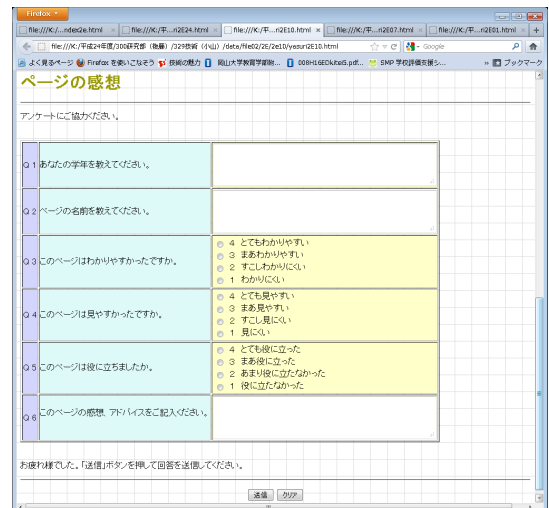 Firefox
file:///K:/...ndex2e.html
file:///K:/平...ri2E24.html
file:///K:/平...ri2E10.html
file:///K:/平...ri2E07.html
file:///K:/平...ri2E01.html
file:///K:/平成24年度/300研究部 (後藤) /329技術 (小山) /data/file02/2E/2e10/yasuri2E10.html
Google
よく見るページ Firefox を使いこなそう 技術の魅力 岡山大学教育学部附... 008H16EDkitei5.pdf... SMP 学校評価支援シ... » ブックマーク
ページの感想
アンケートにご協力ください。
Q 1 あなたの学年を教えてください。
Q 2 ページの名前を教えてください。
Q 3 このページはわかりやすかったですか。
4 とてもわかりやすい
3 まあわかりやすい
2 すこしわかりにくい
1 わかりにくい
Q 4 このページは見やすかったですか。
4 とても見やすい
3 まあ見やすい
2 すこし見にくい
1 見にくい
Q 5 このページは役に立ちましたか。
4 とても役に立った
3 まあ役に立った
2 あまり役に立たなかった
1 役に立たなかった
Q 6 このページの感想、アドバイスをご記入ください。
お疲れ様でした。「送信」ボタンを押して回答を送信してください。
送信 クリア